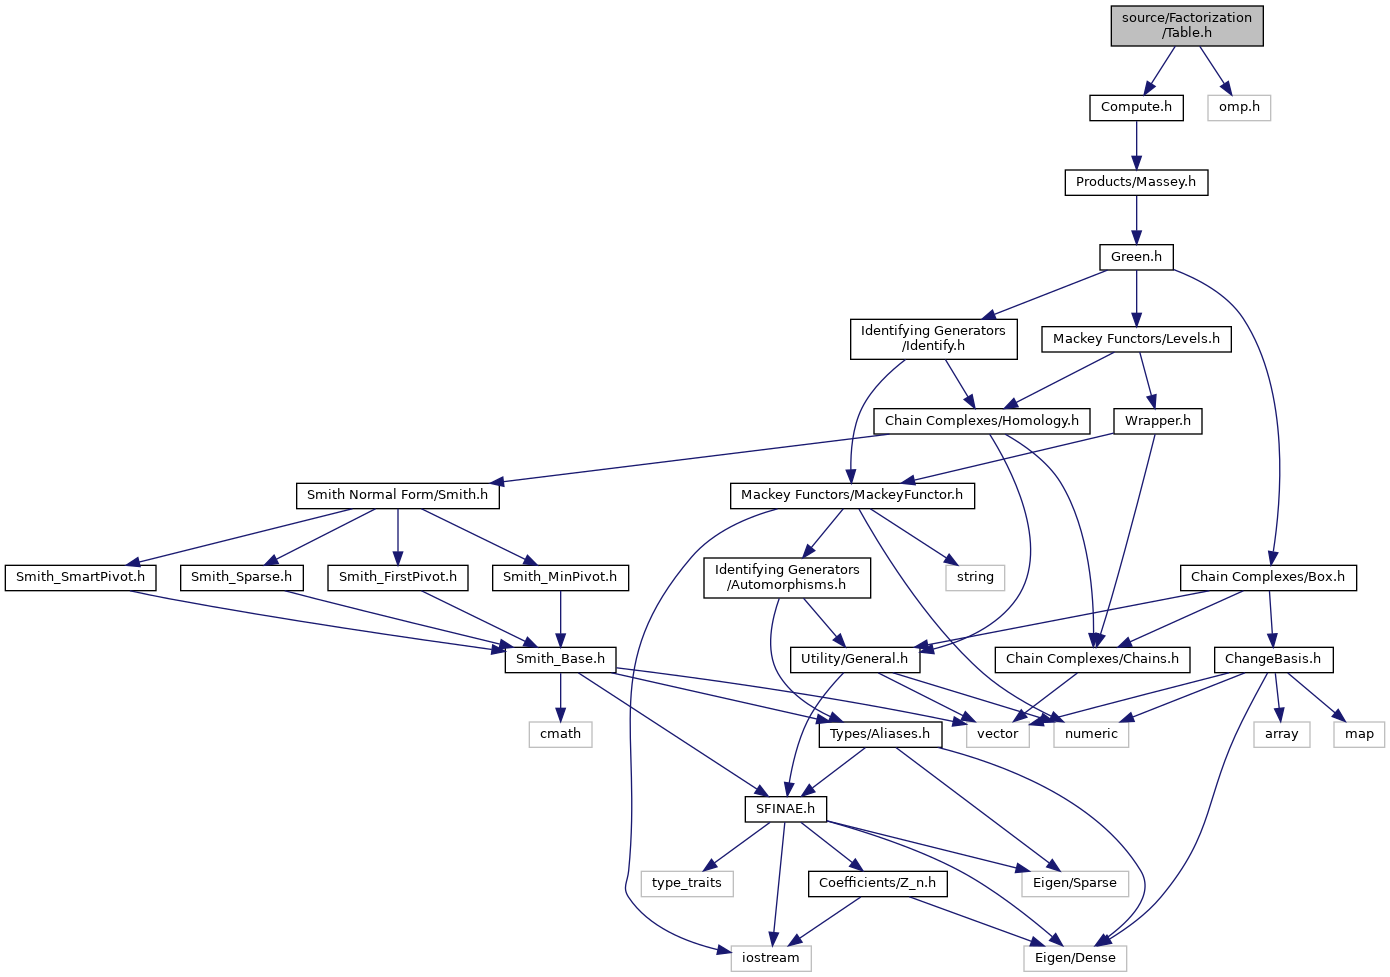 source/Factorization
/Table.h
Compute.h
omp.h
Products/Massey.h
Green.h
Identifying Generators
/Identify.h
Mackey Functors/Levels.h
Chain Complexes/Homology.h
Wrapper.h
Smith Normal Form/Smith.h
Mackey Functors/MackeyFunctor.h
Smith_SmartPivot.h
Smith_Sparse.h
Smith_FirstPivot.h
Smith_MinPivot.h
Identifying Generators
/Automorphisms.h
string
Chain Complexes/Box.h
Smith_Base.h
Utility/General.h
Chain Complexes/Chains.h
ChangeBasis.h
cmath
Types/Aliases.h
vector
numeric
array
map
SFINAE.h
type_traits
Coefficients/Z_n.h
Eigen/Sparse
iostream
Eigen/Dense